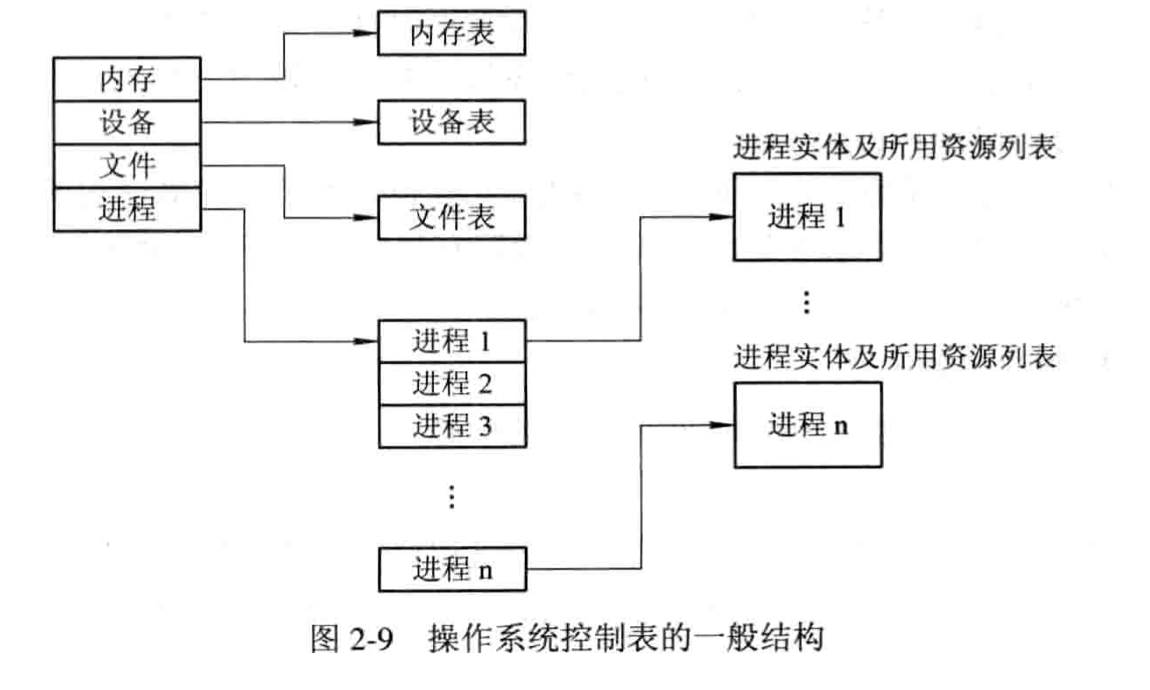 内存
设备
文件
进程
内存表
设备表
文件表
进程 1
进程 2
进程 3
⋮
进程 n
进程实体及所用资源列表
进程 1
⋮
进程实体及所用资源列表
进程 n
图 2-9 操作系统控制表的一般结构